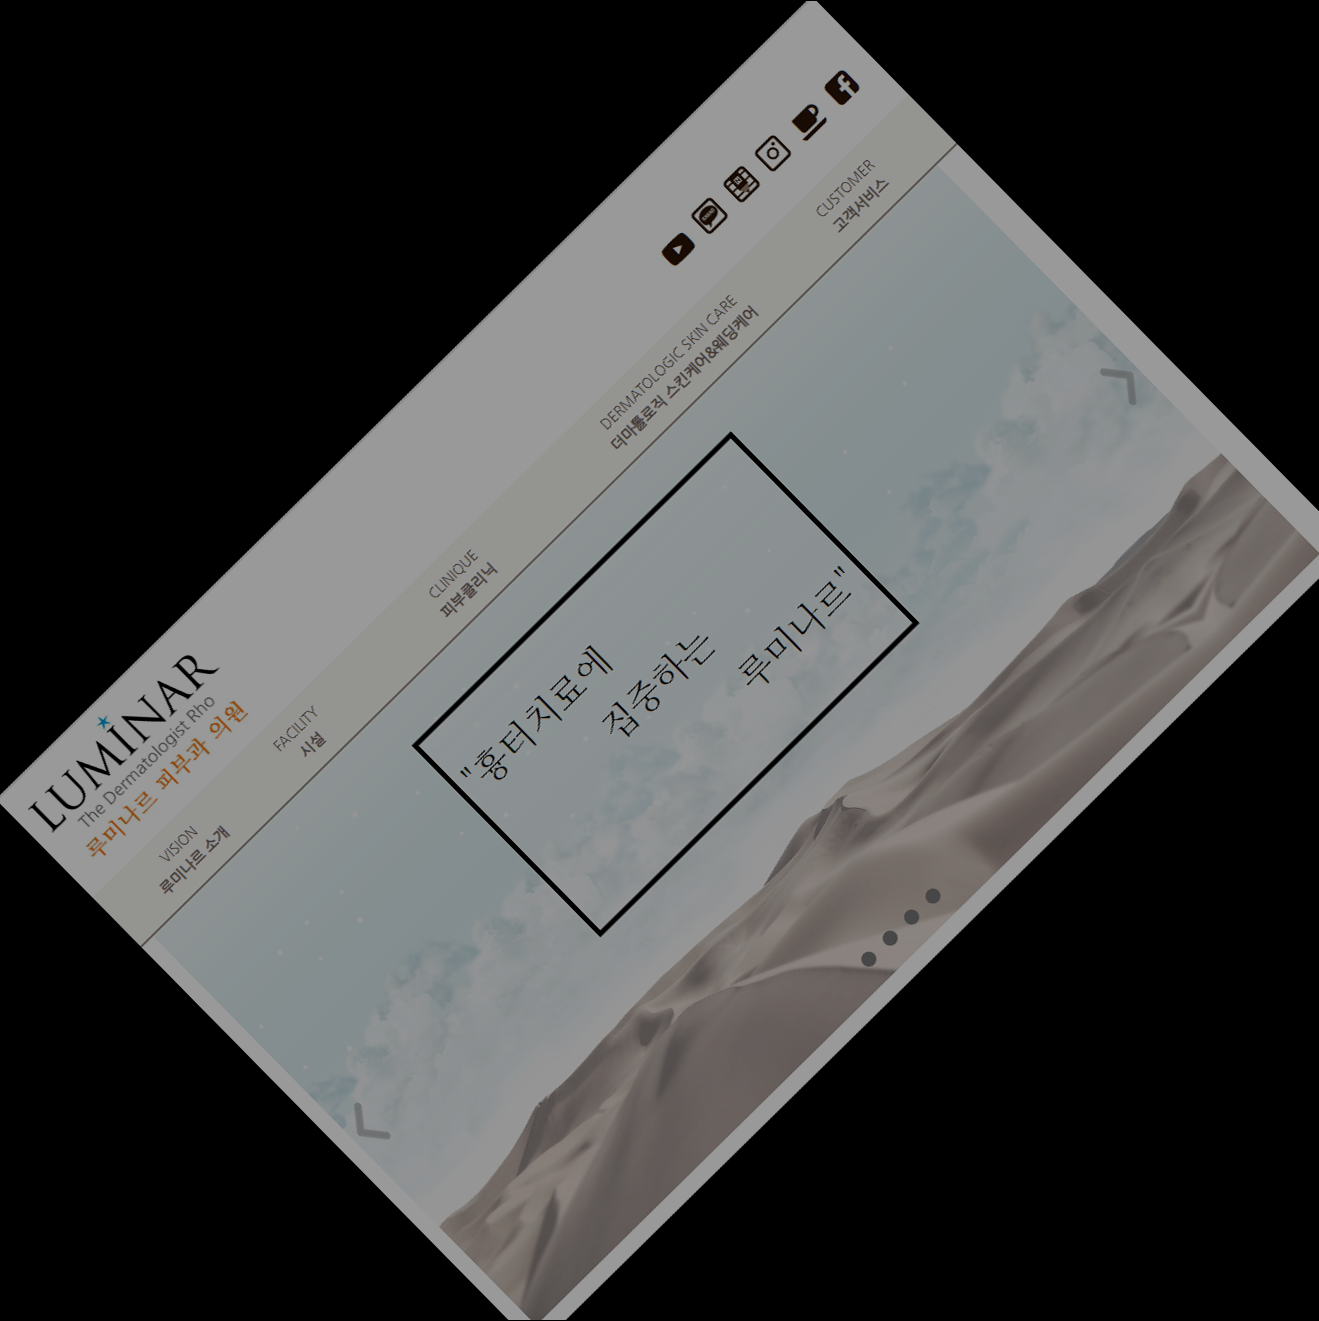 LUMINAR
The Dermatologist Rho
루미나르 피부과 의원
VISION
루미나르 소개
FACILITY
시설
CLINIQUE
피부클리닉
DERMATOLOGIC SKIN CARE
더마톨로직 스킨케어&웨딩케어
CUSTOMER
고객서비스
"흉터치료에
집중하는
루미나르"